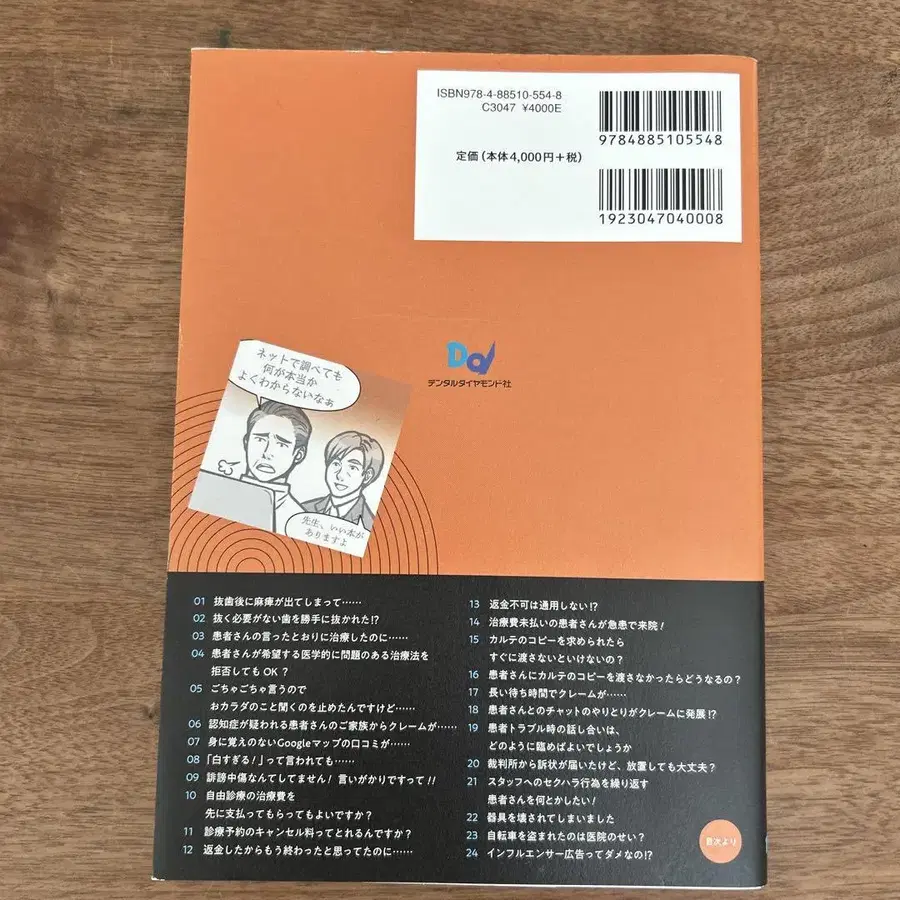 ISBN978-4-88510-554-8
C3047 ¥4000E
定価(本体4,000円+税)
9784885105548
1923047040008
Dd
デンタルダイヤモンド社
ネットで調べても
何が本当か
よくわからないなぁ
先生、いい本が
ありますよ
01 抜歯後に麻痺が出てしまって……
02 抜く必要がない歯を勝手に抜かれた!?
03 患者さんの言ったとおりに治療したのに……
04 患者さんが希望する医学的に問題のある治療法を
拒否してもOK?
05 ごちゃごちゃ言うので
おカラダのこと聞くのを止めたんですけど……
06 認知症が疑われる患者さんのご家族からクレームが……
07 身に覚えのないGoogleマップの口コミが……
08 「白すぎる!」って言われても……
09 誹謗中傷なんてしてません! 言いがかりですって!!
10 自由診療の治療費を
先に支払ってもらってもよいですか?
11 診療予約のキャンセル料ってとれるんですか?
12 返金したからもう終わったと思ってたのに……
13 返金不可は通用しない!?
14 治療費未払いの患者さんが急患で来院!
15 カルテのコピーを求められたら
すぐに渡さないといけないの?
16 患者さんにカルテのコピーを渡さなかったらどうなるの?
17 長い待ち時間でクレームが……
18 患者さんとのチャットのやりとりがクレームに発展!?
19 患者トラブル時の話し合いは、
どのように臨めばよいでしょうか
20 裁判所から訴状が届いたけど、放置しても大丈夫?
21 スタッフへのセクハラ行為を繰り返す
患者さんを何とかしたい!
22 器具を壊されてしまいました
23 自転車を盗まれたのは医院のせい?
24 インフルエンサー広告ってダメなの!?
目次より